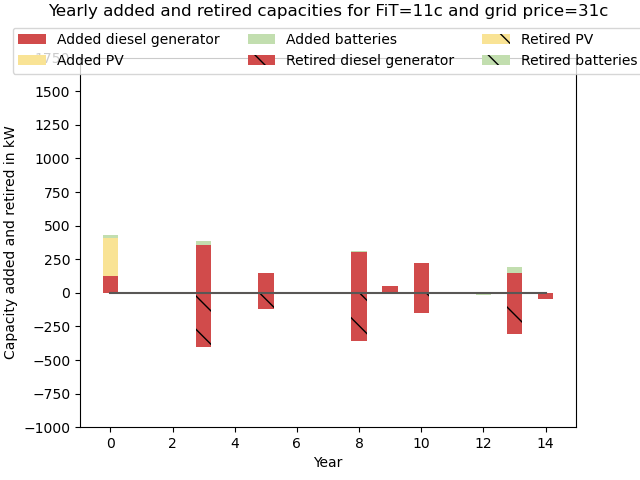 Yearly added and retired capacities for FiT=11c and grid price=31c
Added diesel generator Added batteries Retired PV
Added PV Retired diesel generator Retired batteries
1750
1500
1250
1000
750
500
250
0
−250
−500
−750
−1000
Capacity added and retired in kW
0 2 4 6 8 10 12 14
Year